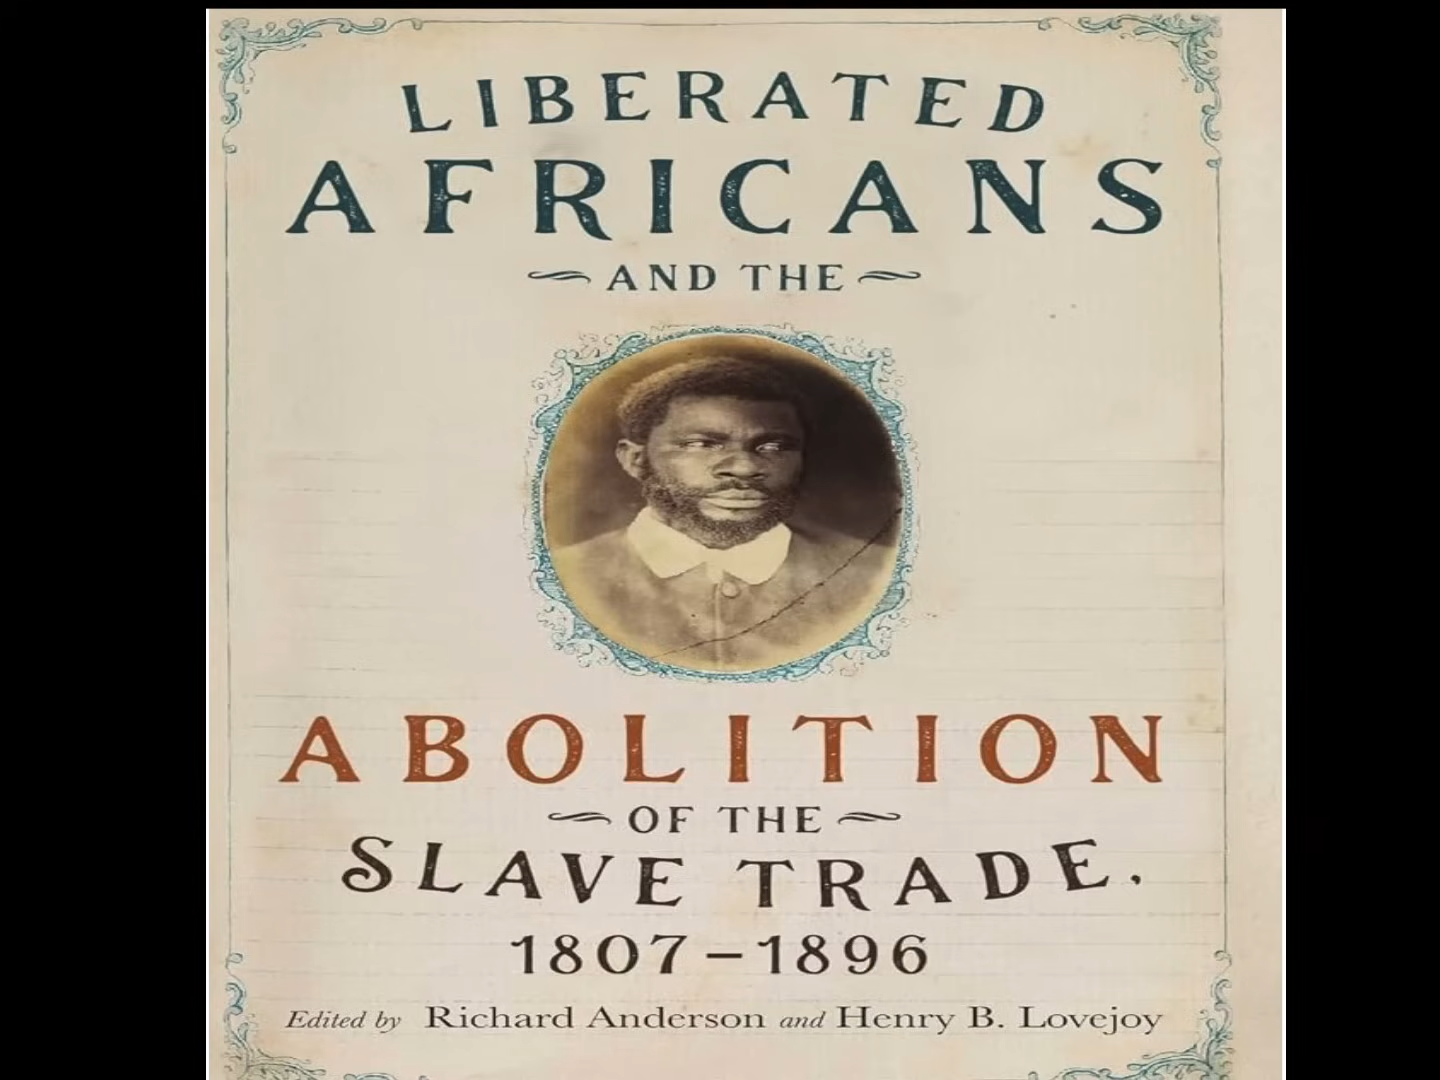 LIBERATED
AFRICANS
AND THE
ABOLITION
OF THE
SLAVE TRADE.
1807–1896
Edited by Richard Anderson and Henry B. Lovejoy